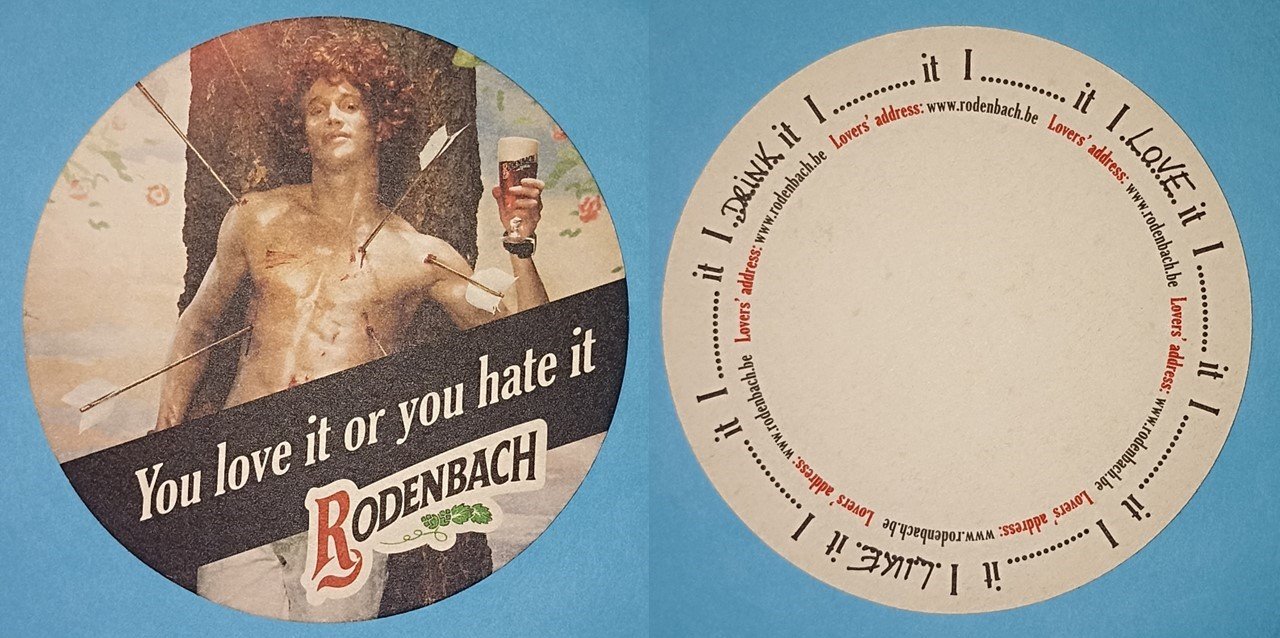 RODENBACH
You love it or you hate it
RODENBACH
I ........... it I ........... it I .LOVE. it I ........... it I ........... it I ........... it I .LIKE. it I ........... it I ........... it I .DRINK. it
Lovers' address: www.rodenbach.be Lovers' address: www.rodenbach.be Lovers' address: www.rodenbach.be Lovers' address: www.rodenbach.be Lovers' address: www.rodenbach.be Lovers' address: www.rodenbach.be